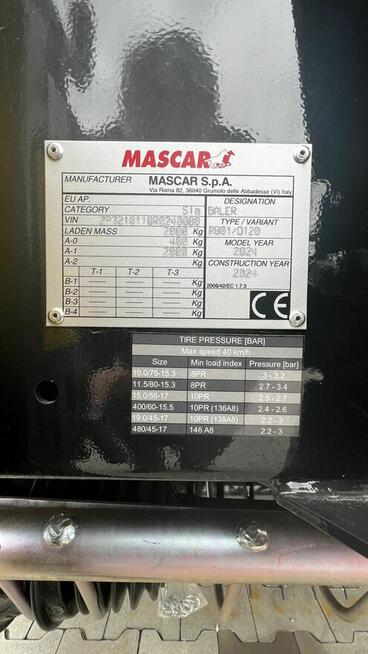 MASCAR
MANUFACTURER MASCAR S.p.A.
Via Roma 82, 36040 Grumolo delle Abbadesse (VI) Italy
EU AP. DESIGNATION
CATEGORY S1a BALER
VIN TYPE / VARIANT
LADEN MASS 2060 Kg
A-0 400 Kg MODEL YEAR
A-1 Kg 2024
A-2 Kg CONSTRUCTION YEAR
T-1 T-2 T-3 2024
B-1 Kg
B-2 Kg 2006/42/EC 1.7.3
B-3 Kg CE
B-4 Kg
TIRE PRESSURE [BAR]
Max speed 40 km/h
Size Min load index Pressure [bar]
10.0/75-15.3 8PR 3 - 3.2
11.5/80-15.3 8PR 2.7 - 3.4
15.0/55-17 10PR 2.5 - 2.7
400/60-15.5 10PR (136A8) 2.4 - 2.6
19.0/45-17 10PR (138A8) 2.2 - 3
480/45-17 146 A8 2.2 - 3